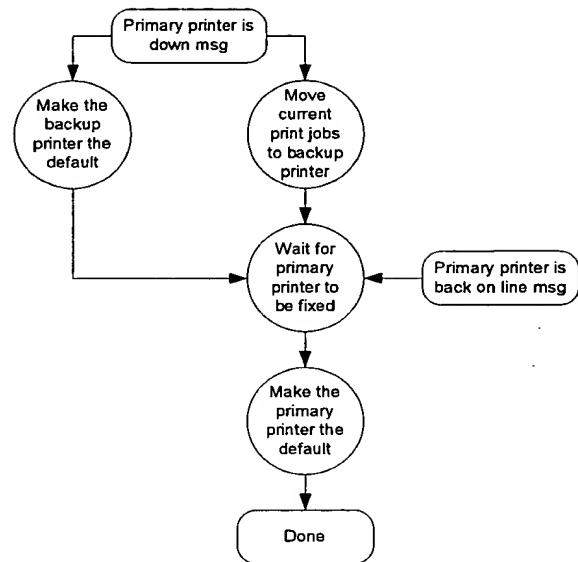 Primary printer is
down msg
Make the
backup
printer the
default
Move
current
print jobs
to backup
printer
Wait for
primary
printer to
be fixed
Primary printer is
back on line msg
Make the
primary
printer the
default
Done